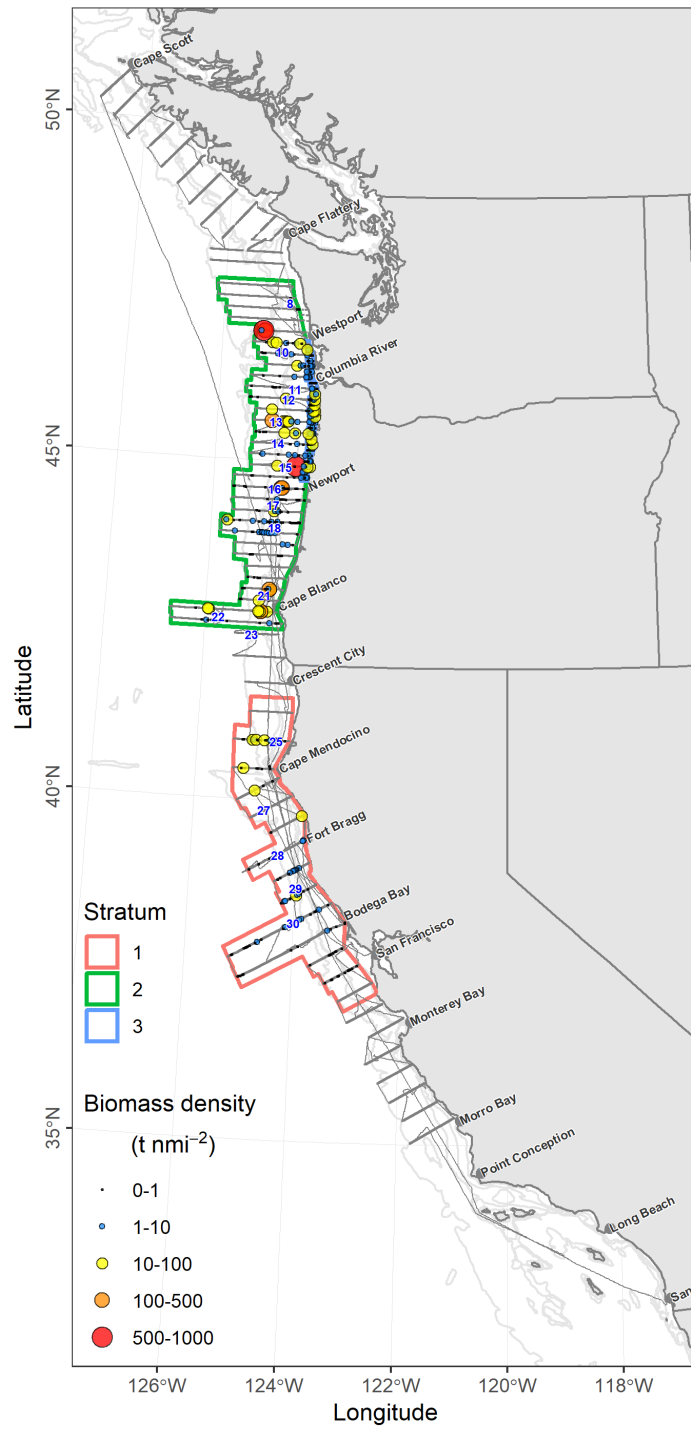 Cape Scott
50°N
Cape Flattery
8
Westport
10
Columbia River
11
12
13
45°N
14
15
Newport
16
17
18
21
Cape Blanco
22
23
Crescent City
Latitude
25
Cape Mendocino
40°N
27
Fort Bragg
28
29
Bodega Bay
30
San Francisco
Stratum
1
2
3
Monterey Bay
Biomass density
(t nmi−2)
Morro Bay
35°N
Point Conception
0-1
1-10
Long Beach
10-100
100-500
San
500-1000
126°W 124°W 122°W 120°W 118°W
Longitude